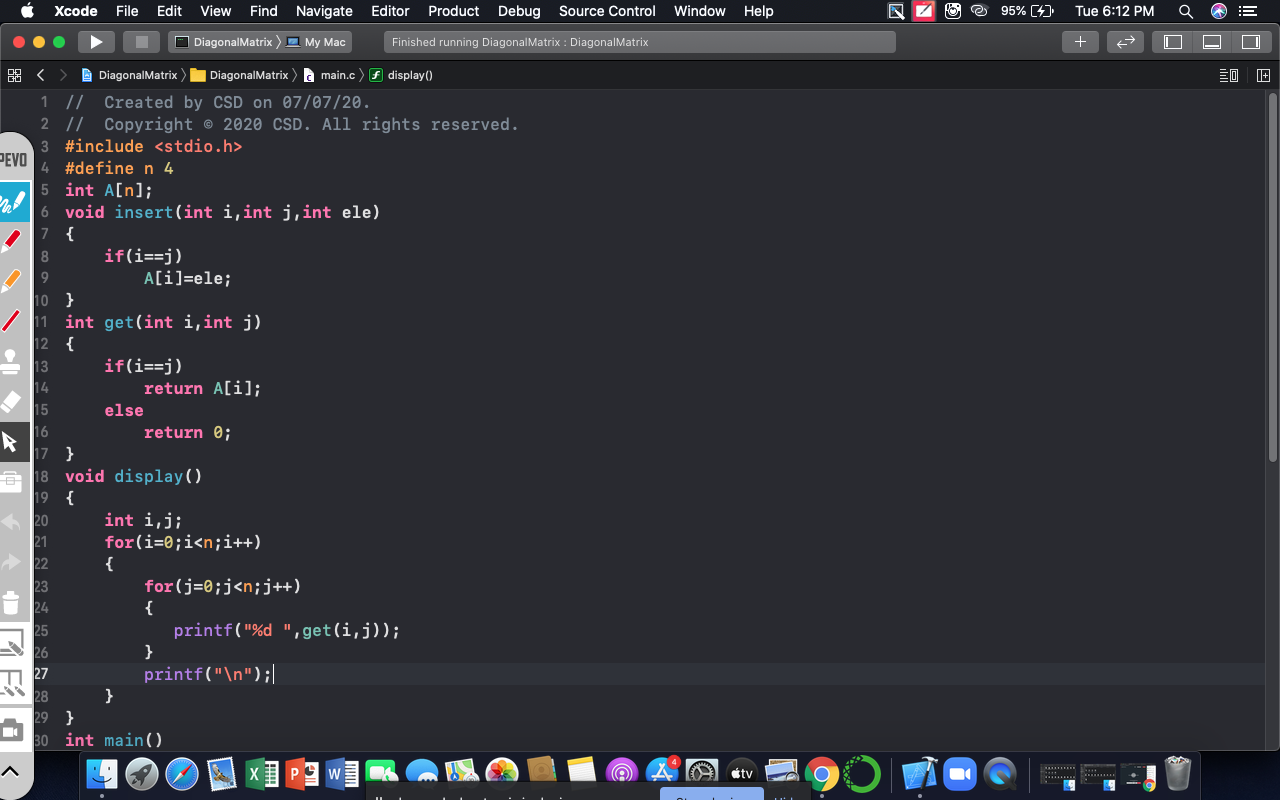 Xcode File Edit View Find Navigate Editor Product Debug Source Control Window Help 95% Tue 6:12 PM
DiagonalMatrix My Mac Finished running DiagonalMatrix : DiagonalMatrix
DiagonalMatrix DiagonalMatrix main.c display()
1 // Created by CSD on 07/07/20.
2 // Copyright © 2020 CSD. All rights reserved.
3 #include <stdio.h>
PEVO
4 #define n 4
5 int A[n];
6 void insert(int i,int j,int ele)
7 {
8 if(i==j)
9 A[i]=ele;
10 }
11 int get(int i,int j)
12 {
13 if(i==j)
14 return A[i];
15 else
16 return 0;
17 }
18 void display()
19 {
20 int i,j;
21 for(i=0;i<n;i++)
22 {
23 for(j=0;j<n;j++)
24 {
25 printf("%d ",get(i,j));
26 }
27 printf("\n");
28 }
29 }
30 int main()
4
tv